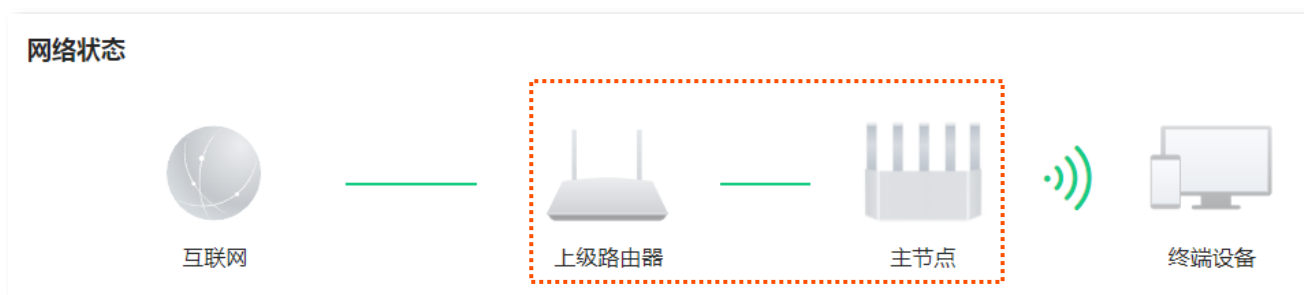 网络状态
互联网
上级路由器
主节点
终端设备